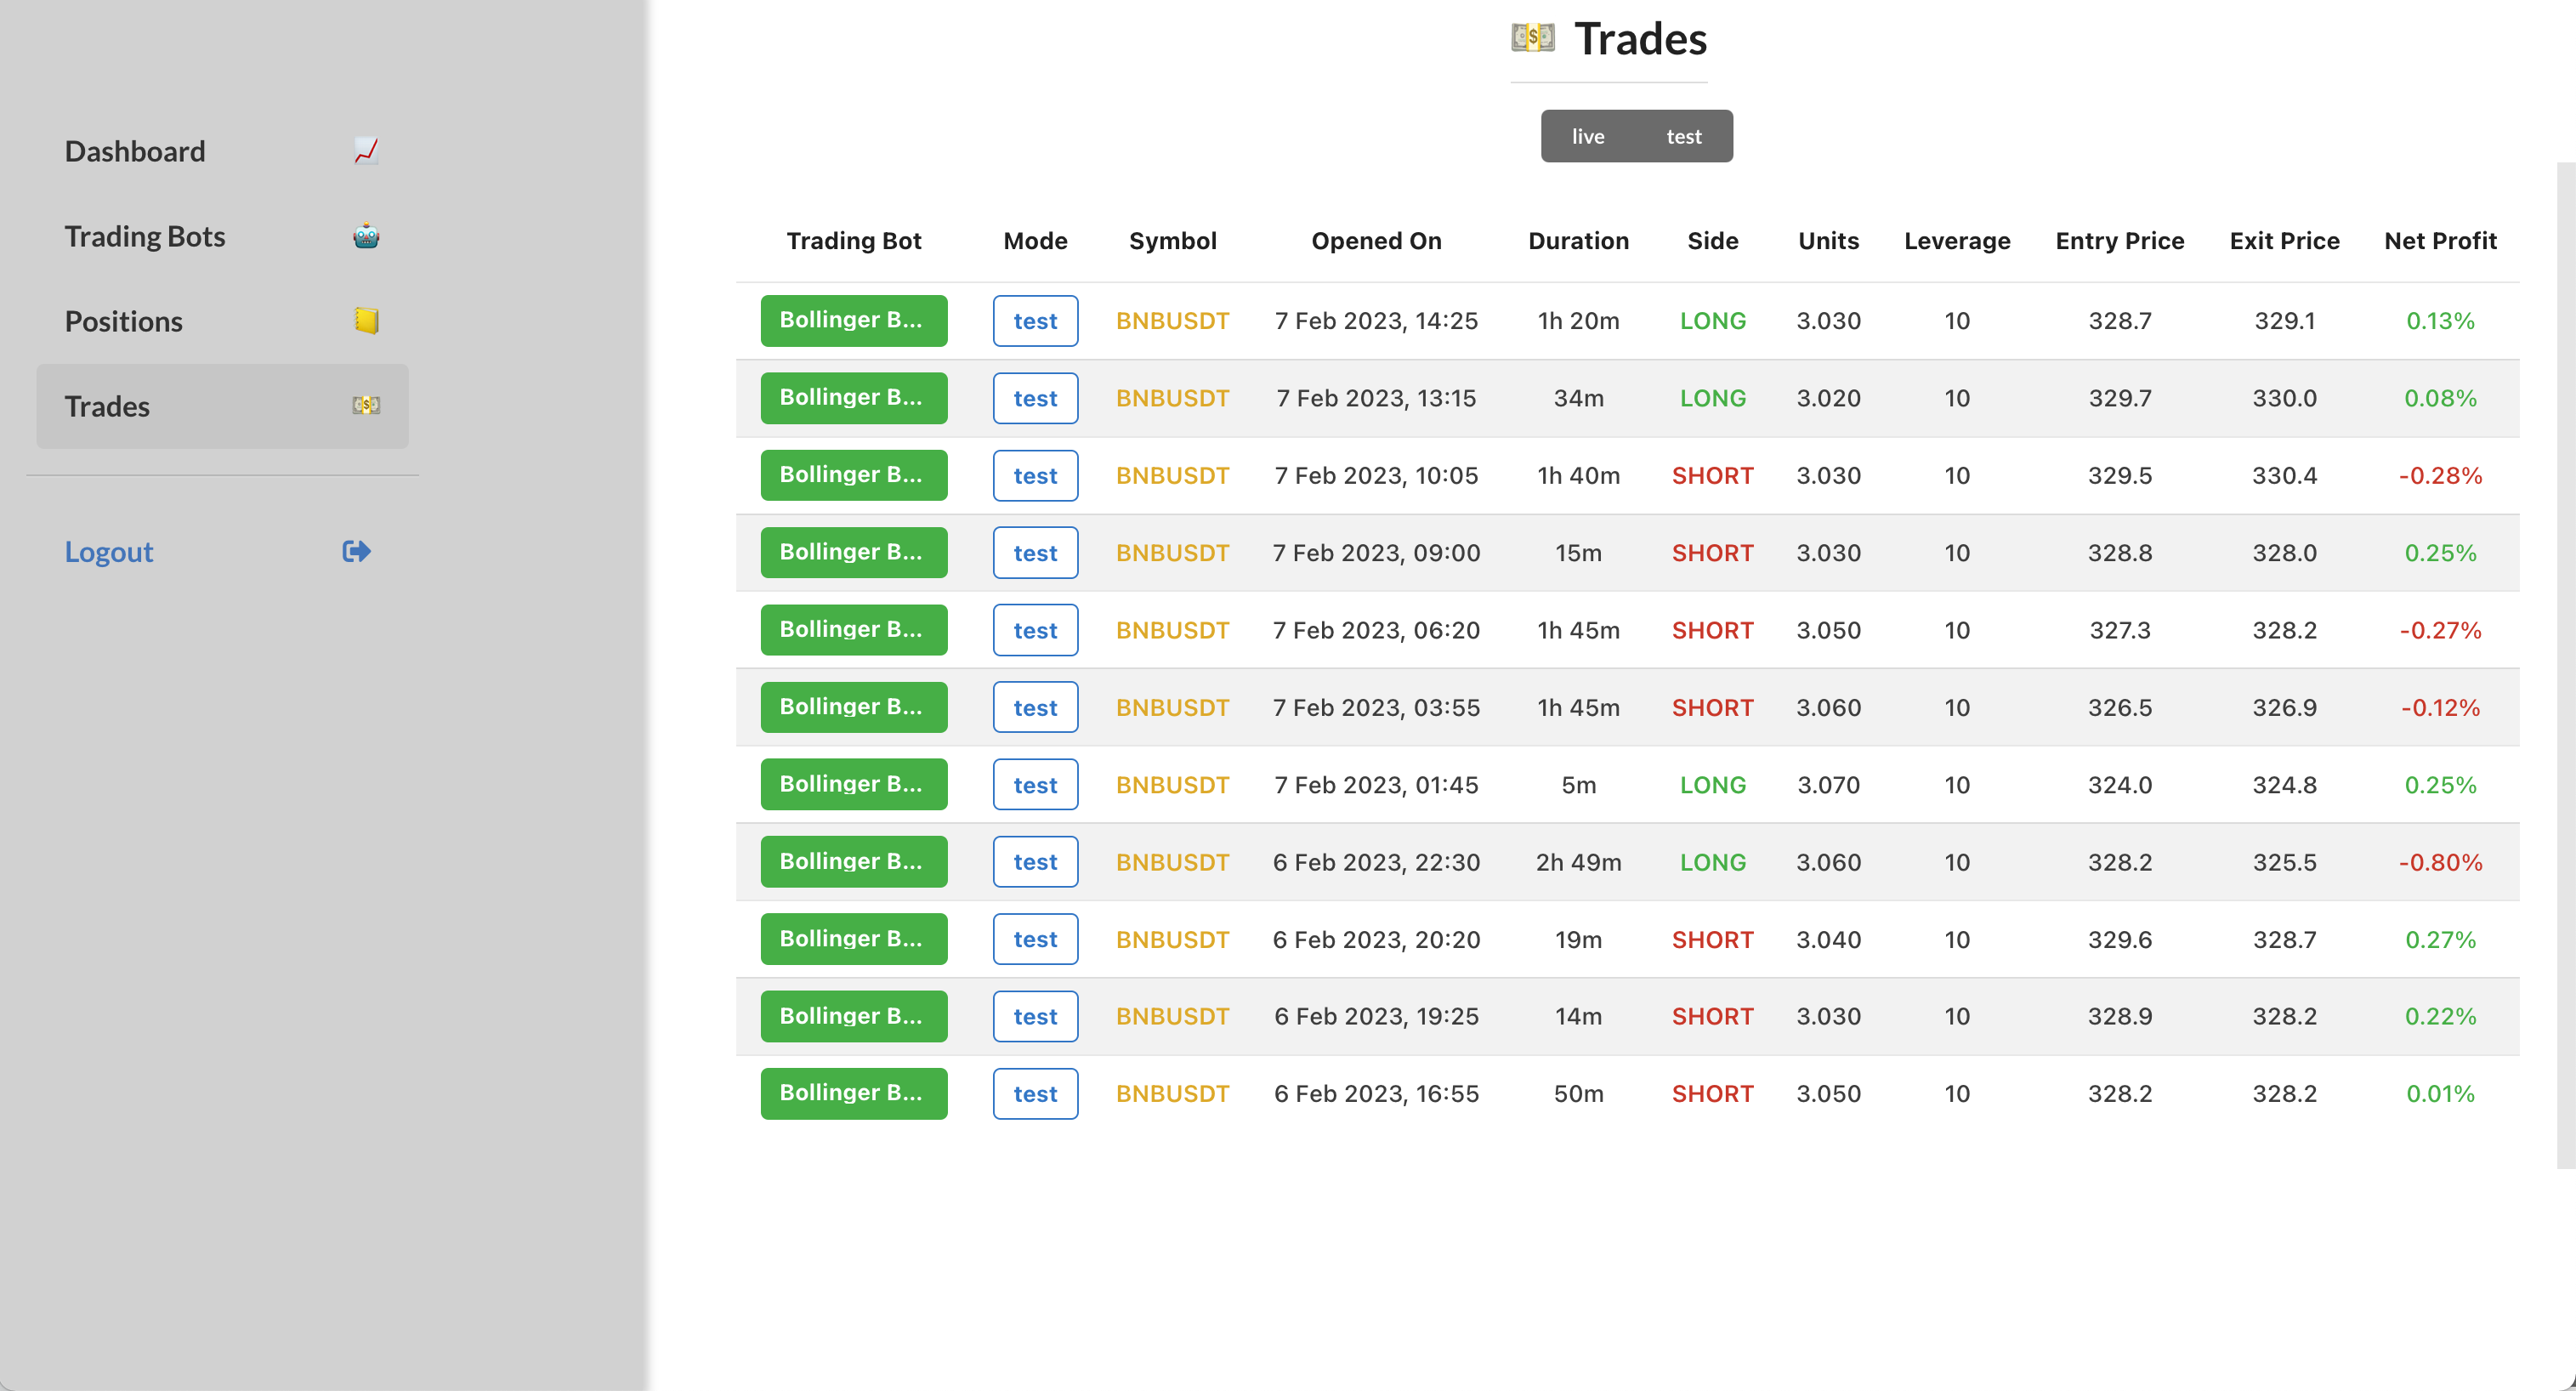 Dashboard
Trading Bots
Positions
Trades
Logout
Trades
live test
Trading Bot Mode Symbol Opened On Duration Side Units Leverage Entry Price Exit Price Net Profit
Bollinger B... test BNBUSDT 7 Feb 2023, 14:25 1h 20m LONG 3.030 10 328.7 329.1 0.13%
Bollinger B... test BNBUSDT 7 Feb 2023, 13:15 34m LONG 3.020 10 329.7 330.0 0.08%
Bollinger B... test BNBUSDT 7 Feb 2023, 10:05 1h 40m SHORT 3.030 10 329.5 330.4 -0.28%
Bollinger B... test BNBUSDT 7 Feb 2023, 09:00 15m SHORT 3.030 10 328.8 328.0 0.25%
Bollinger B... test BNBUSDT 7 Feb 2023, 06:20 1h 45m SHORT 3.050 10 327.3 328.2 -0.27%
Bollinger B... test BNBUSDT 7 Feb 2023, 03:55 1h 45m SHORT 3.060 10 326.5 326.9 -0.12%
Bollinger B... test BNBUSDT 7 Feb 2023, 01:45 5m LONG 3.070 10 324.0 324.8 0.25%
Bollinger B... test BNBUSDT 6 Feb 2023, 22:30 2h 49m LONG 3.060 10 328.2 325.5 -0.80%
Bollinger B... test BNBUSDT 6 Feb 2023, 20:20 19m SHORT 3.040 10 329.6 328.7 0.27%
Bollinger B... test BNBUSDT 6 Feb 2023, 19:25 14m SHORT 3.030 10 328.9 328.2 0.22%
Bollinger B... test BNBUSDT 6 Feb 2023, 16:55 50m SHORT 3.050 10 328.2 328.2 0.01%